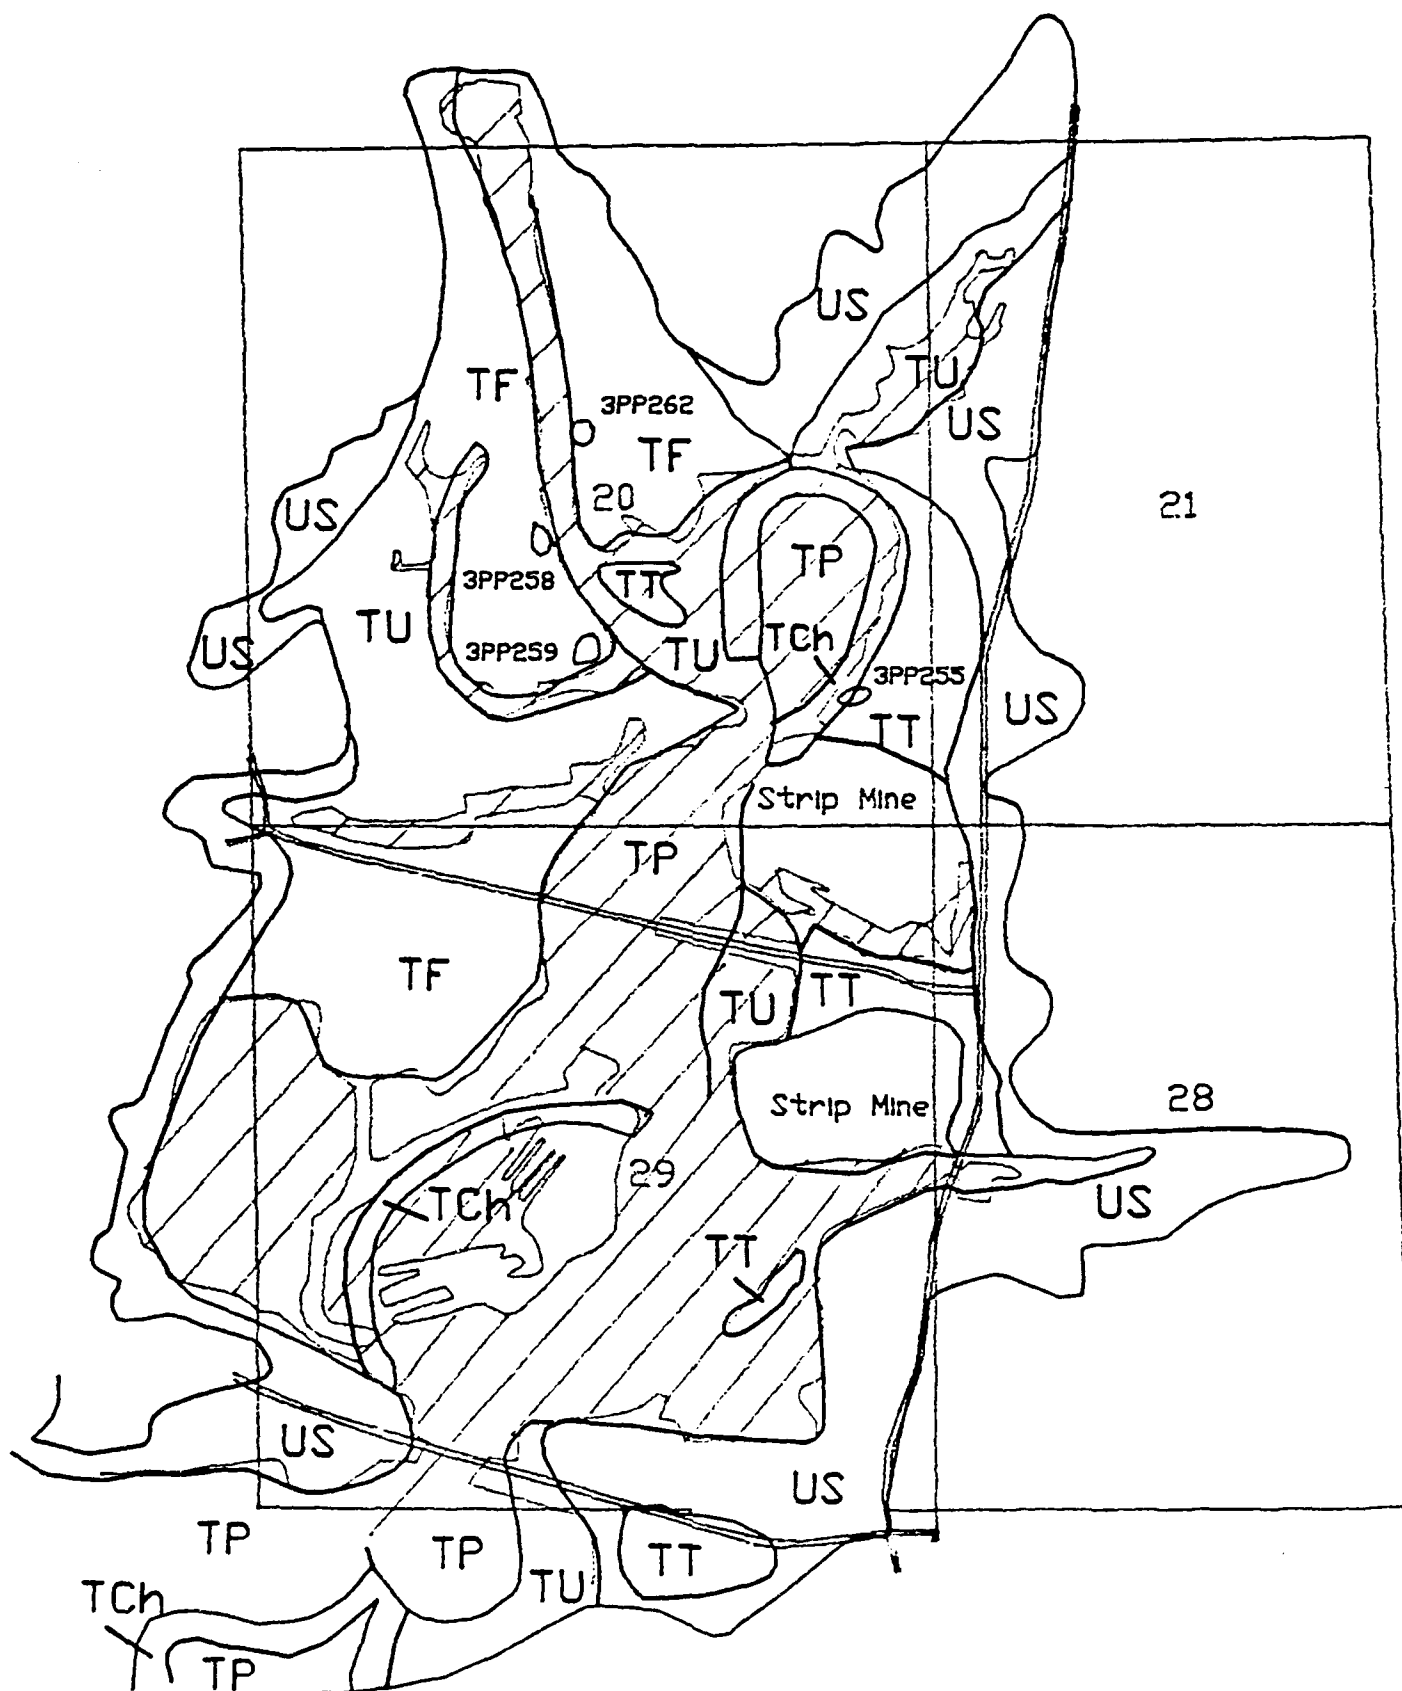 US
TU
TF
3PP262
US
TF
20
US
21
TP
3PP258
TT
TU
TCh
3PP259
TU
US
3PP255
US
TT
Strip Mine
TP
TF
TT
TU
28
Strip Mine
29
TCh
US
TT
US
US
TP
TP
TT
TU
TCh
TP